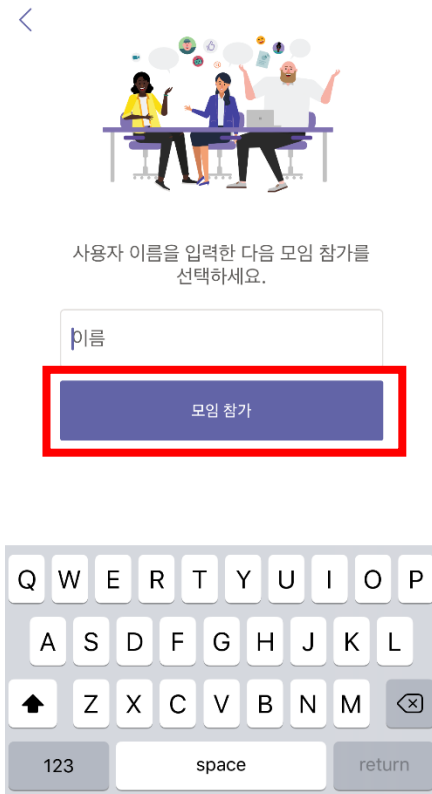 사용자 이름을 입력한 다음 모임 참가를
선택하세요.
이름
모임 참가
Q W E R T Y U I O P
A S D F G H J K L
Z X C V B N M
123 space return